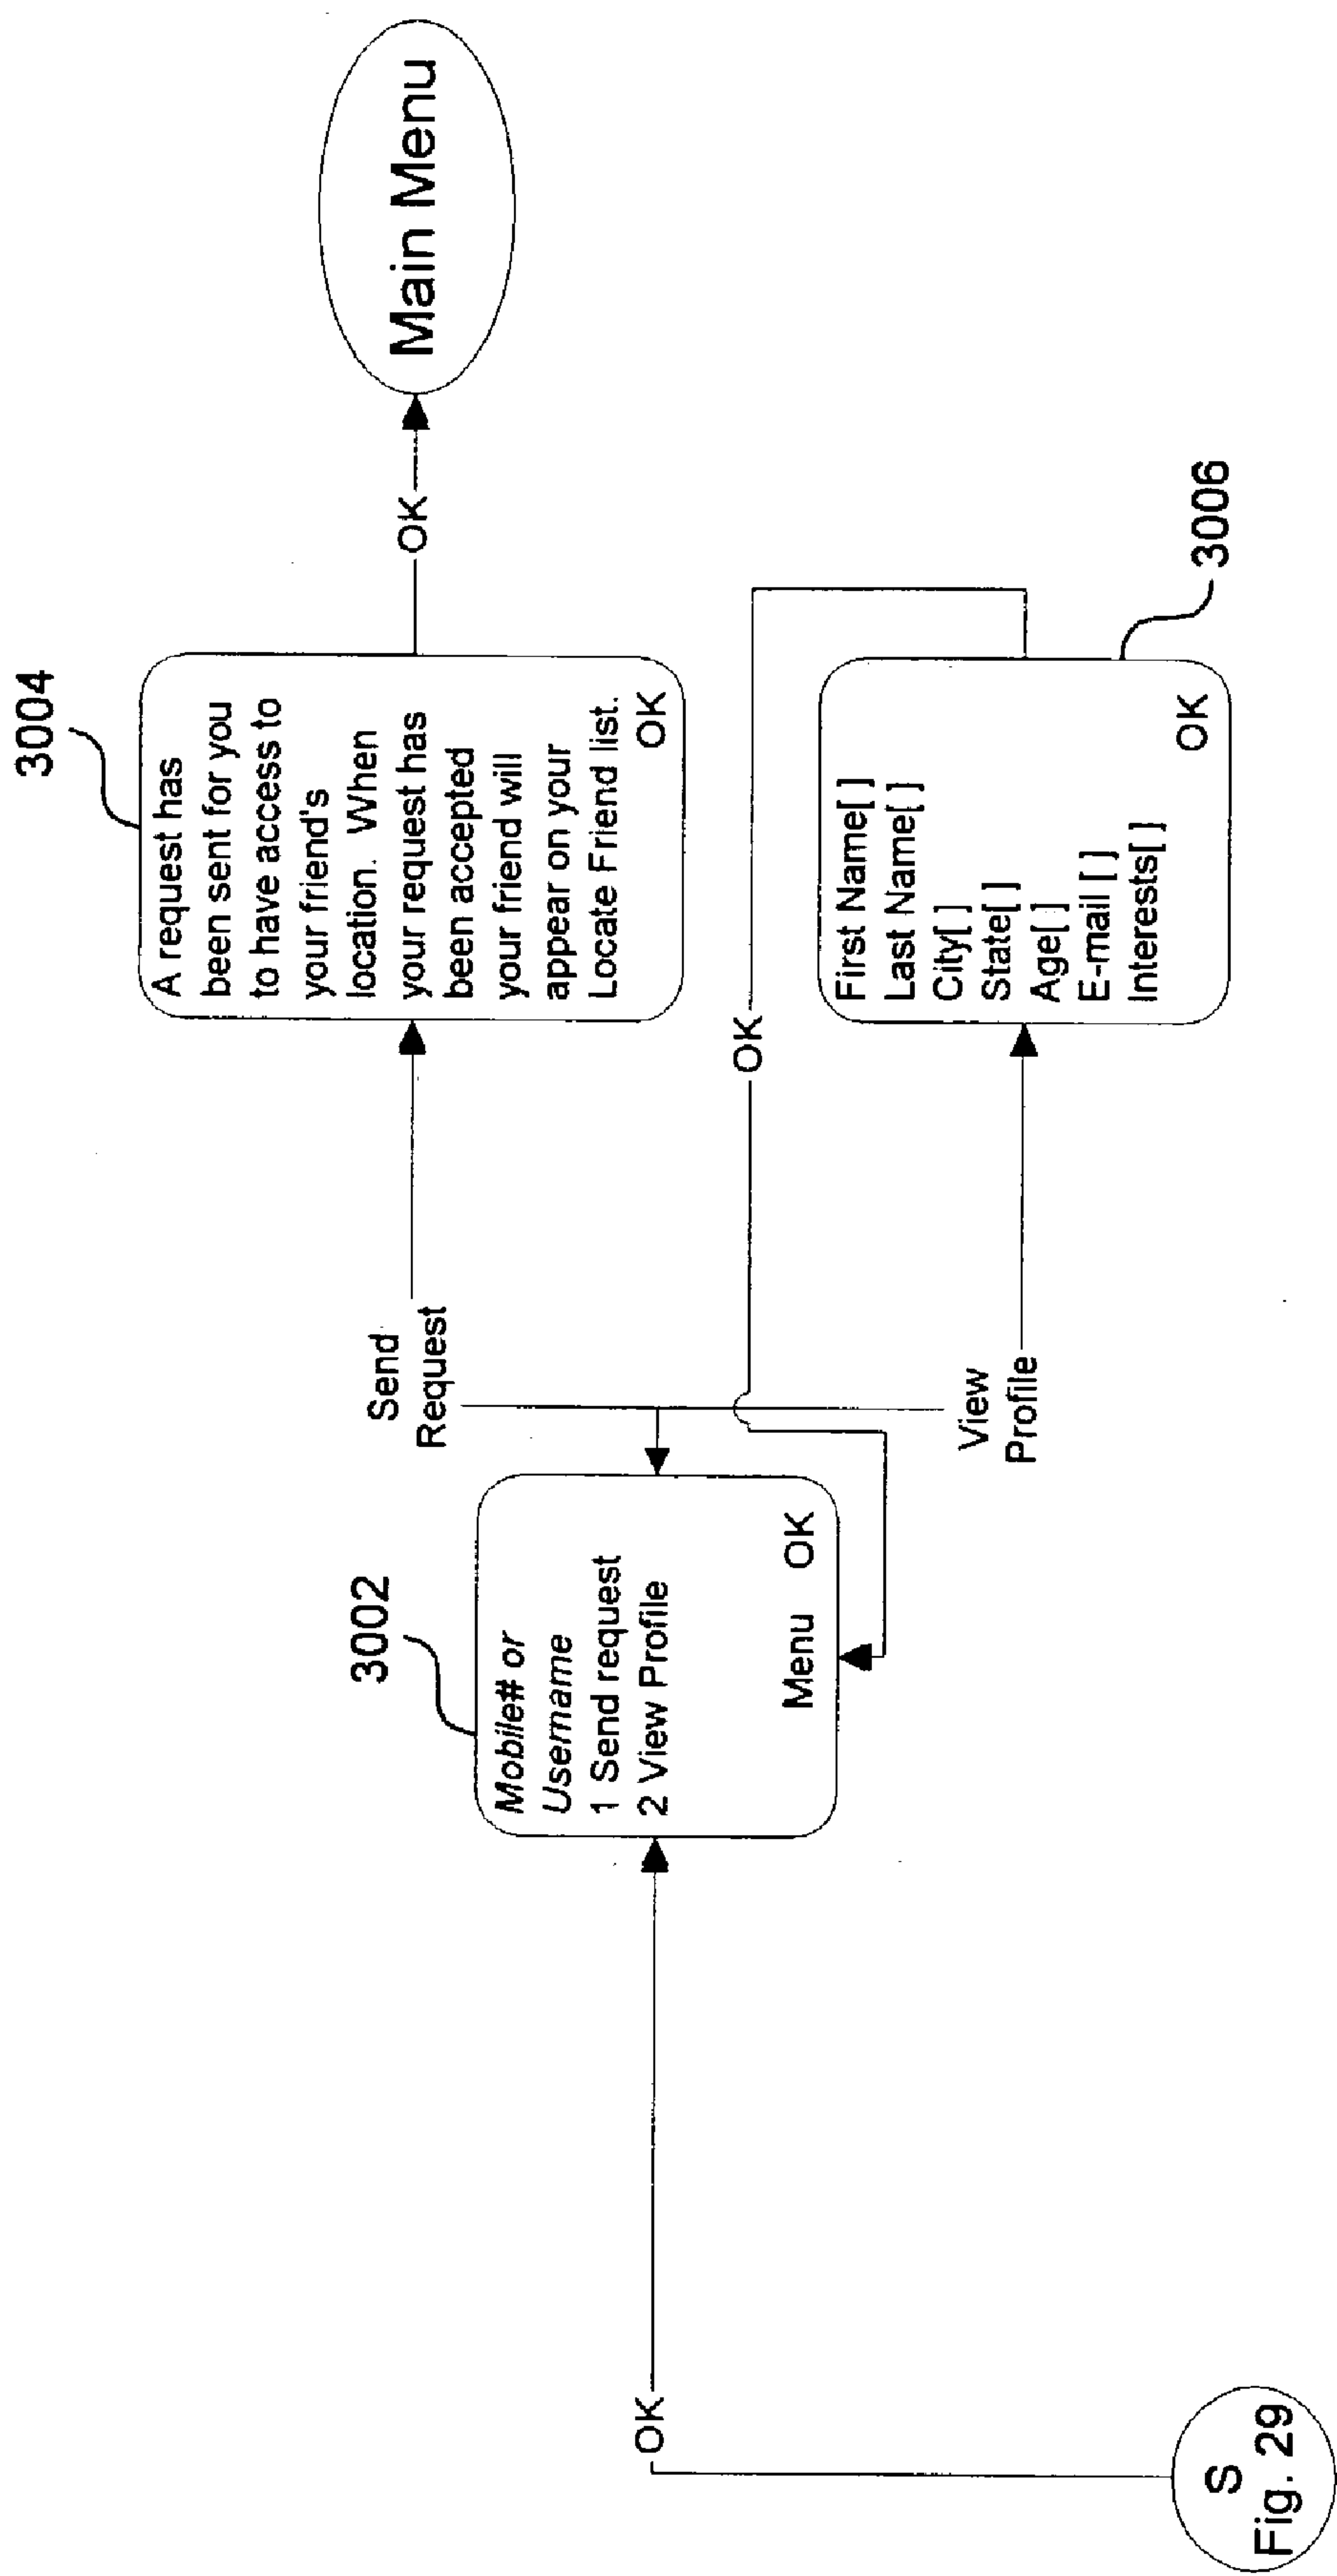 S
Fig. 29
OK
3002
Mobile# or
Username
1 Send request
2 View Profile
Menu OK
Send
Request
View
Profile
3004
A request has
been sent for you
to have access to
your friend's
location. When
your request has
been accepted
your friend will
appear on your
Locate Friend list.
OK
OK
Main Menu
OK
First Name[ ]
Last Name[ ]
City[ ]
State[ ]
Age[ ]
E-mail [ ]
Interests[ ]
OK
3006